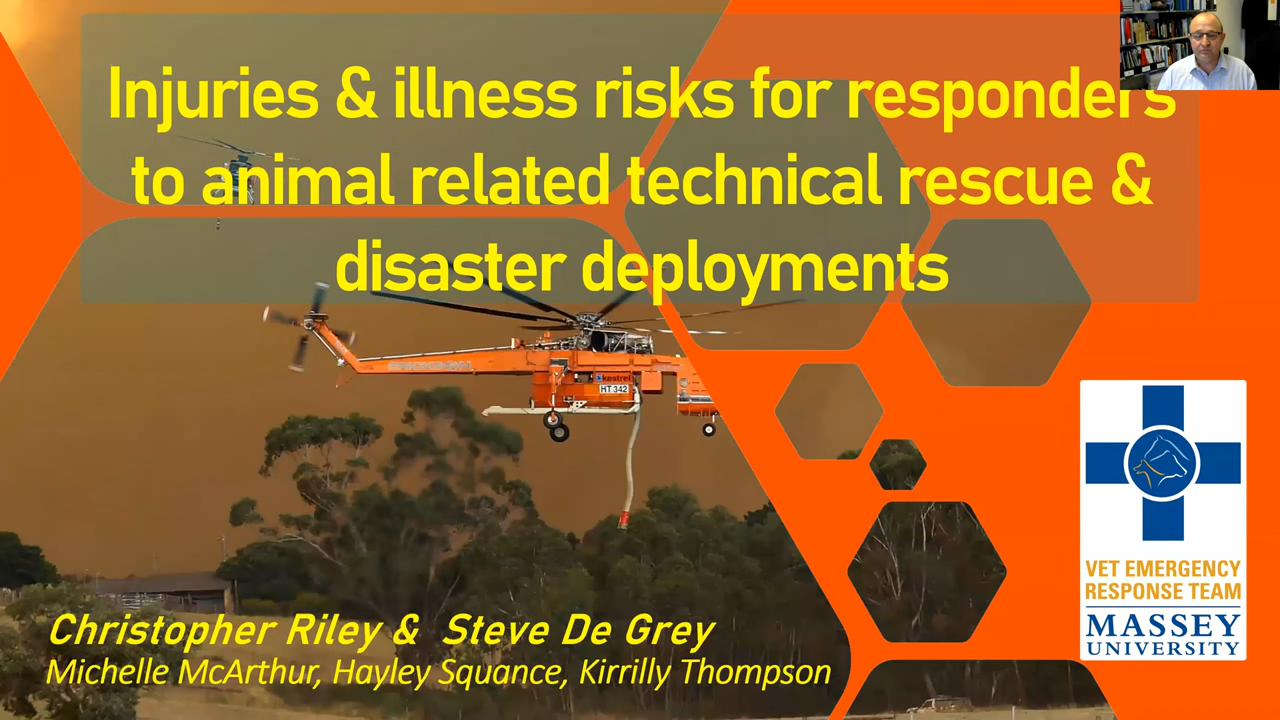 Injuries & illness risks for responders
to animal related technical rescue &
disaster deployments
kestrel
HT 342
VET EMERGENCY
RESPONSE TEAM
MASSEY
UNIVERSITY
Christopher Riley & Steve De Grey
Michelle McArthur, Hayley Squance, Kirrilly Thompson